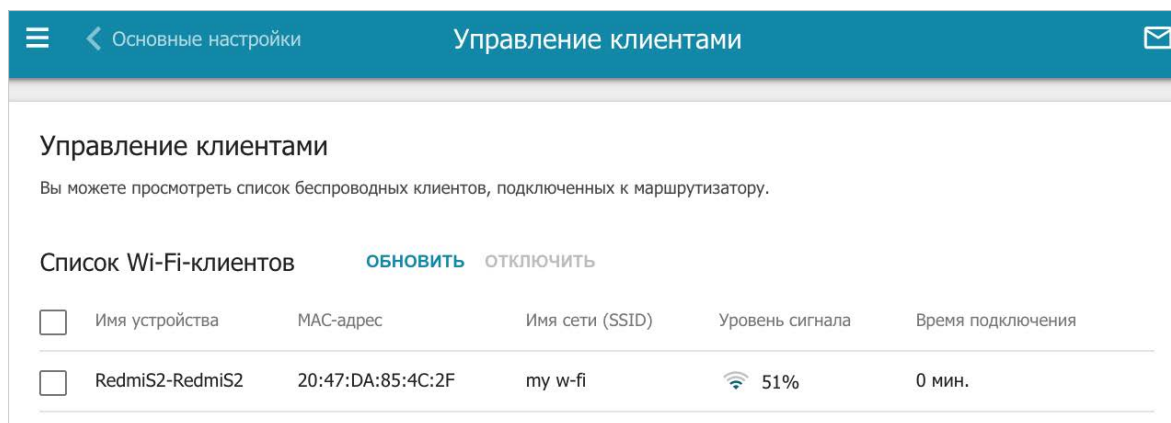 Основные настройки Управление клиентами
Управление клиентами
Вы можете просмотреть список беспроводных клиентов, подключенных к маршрутизатору.
Список Wi-Fi-клиентов ОБНОВИТЬ ОТКЛЮЧИТЬ
Имя устройства MAC-адрес Имя сети (SSID) Уровень сигнала Время подключения
RedmiS2-RedmiS2 20:47:DA:85:4C:2F my w-fi 51% 0 мин.